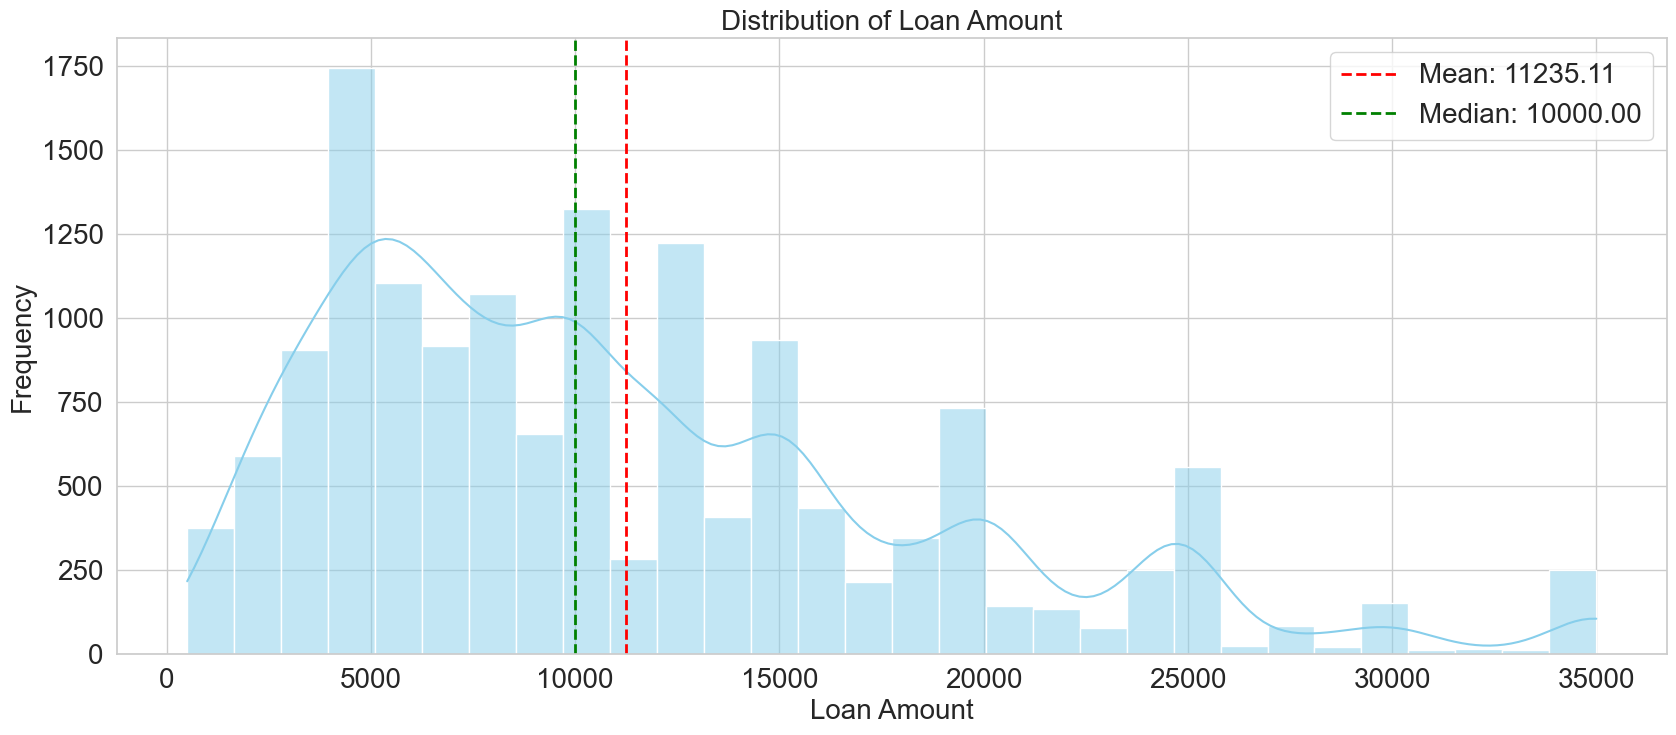 Distribution of Loan Amount
Mean: 11235.11
Median: 10000.00
Frequency
1750
1500
1250
1000
750
500
250
0
0 5000 10000 15000 20000 25000 30000 35000
Loan Amount